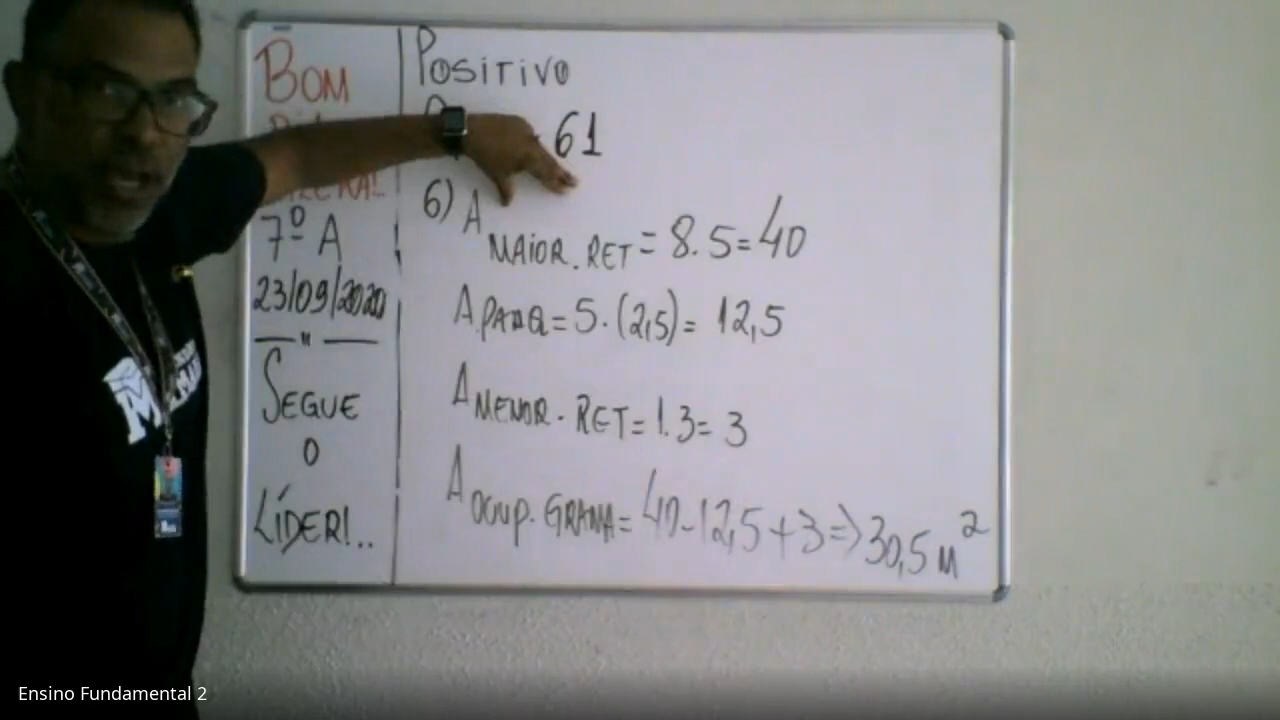 BOM
7º A
23/09/2020
— " —
SEGUE
O
LÍDER!..
POSITIVO
61
6) A MAIOR.RET = 8.5=40
A.PARQ=5.(2,5)= 12,5
A MENOR.RET=1.3=3
A OCUP.GRAMA=40-12,5+3=>30,5 M²
Ensino Fundamental 2